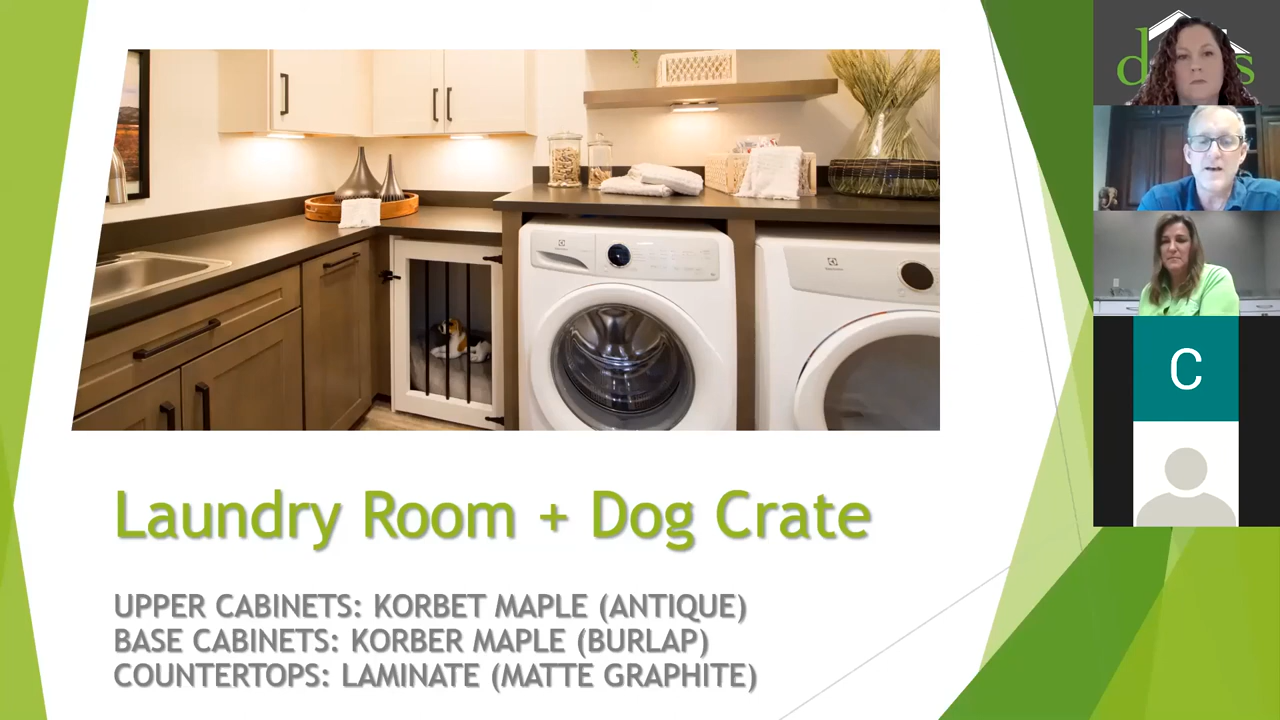 Laundry Room + Dog Crate
UPPER CABINETS: KORBET MAPLE (ANTIQUE)
BASE CABINETS: KORBER MAPLE (BURLAP)
COUNTERTOPS: LAMINATE (MATTE GRAPHITE)
C